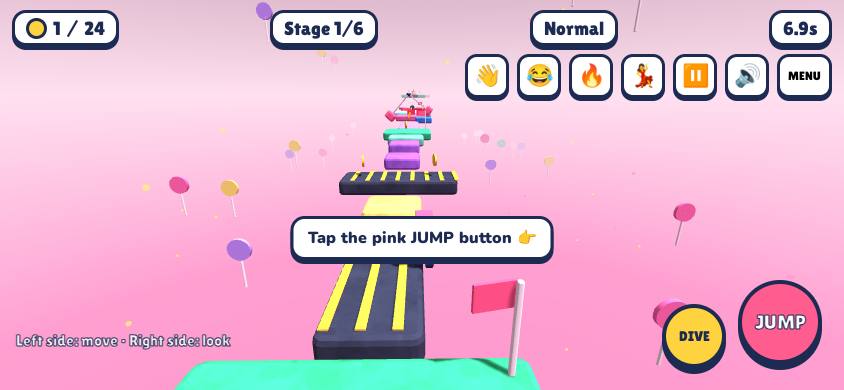 1 / 24
Stage 1/6
Normal
6.9s
MENU
Tap the pink JUMP button 👉
Left side: move · Right side: look
DIVE
JUMP